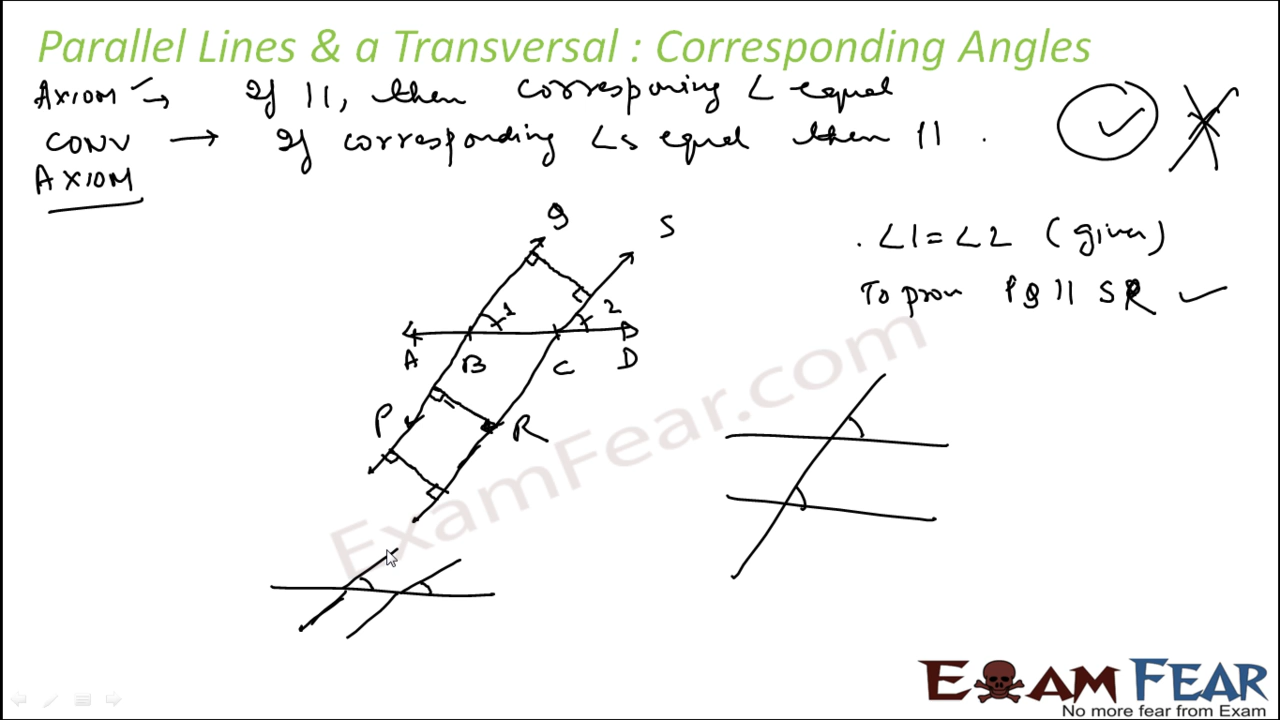 Parallel Lines & a Transversal : Corresponding Angles
AXIOM → If ||, then corresponing ∠ equal
CONV → If corresponding ∠s equal then || .
AXIOM
. ∠1 = ∠2 (given)
To prove PQ || SR
Q
S
1
2
A
B
C
D
P
R
ExamFear.com
EXAM FEAR
No more fear from Exam